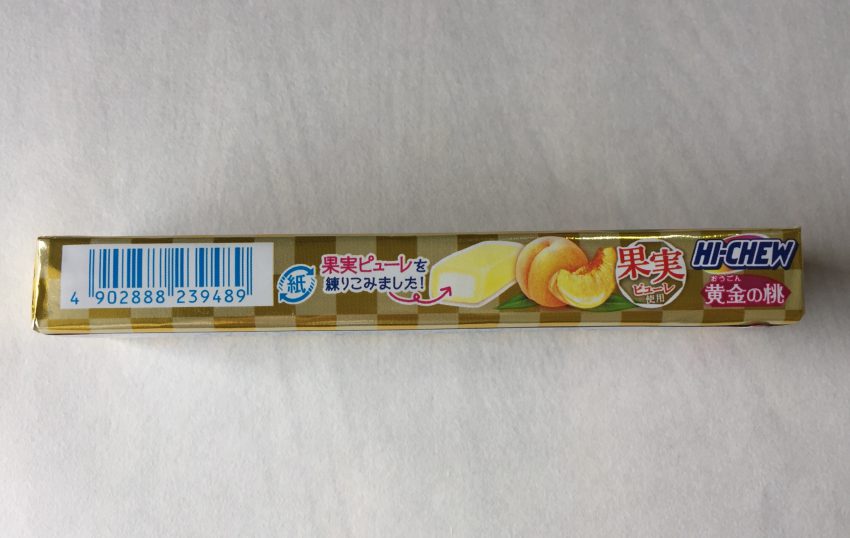 4 902888 239489
紙
果実ピューレを
練りこみました!
果実
ピューレ
使用
HI-CHEW
おうごん
黄金の桃